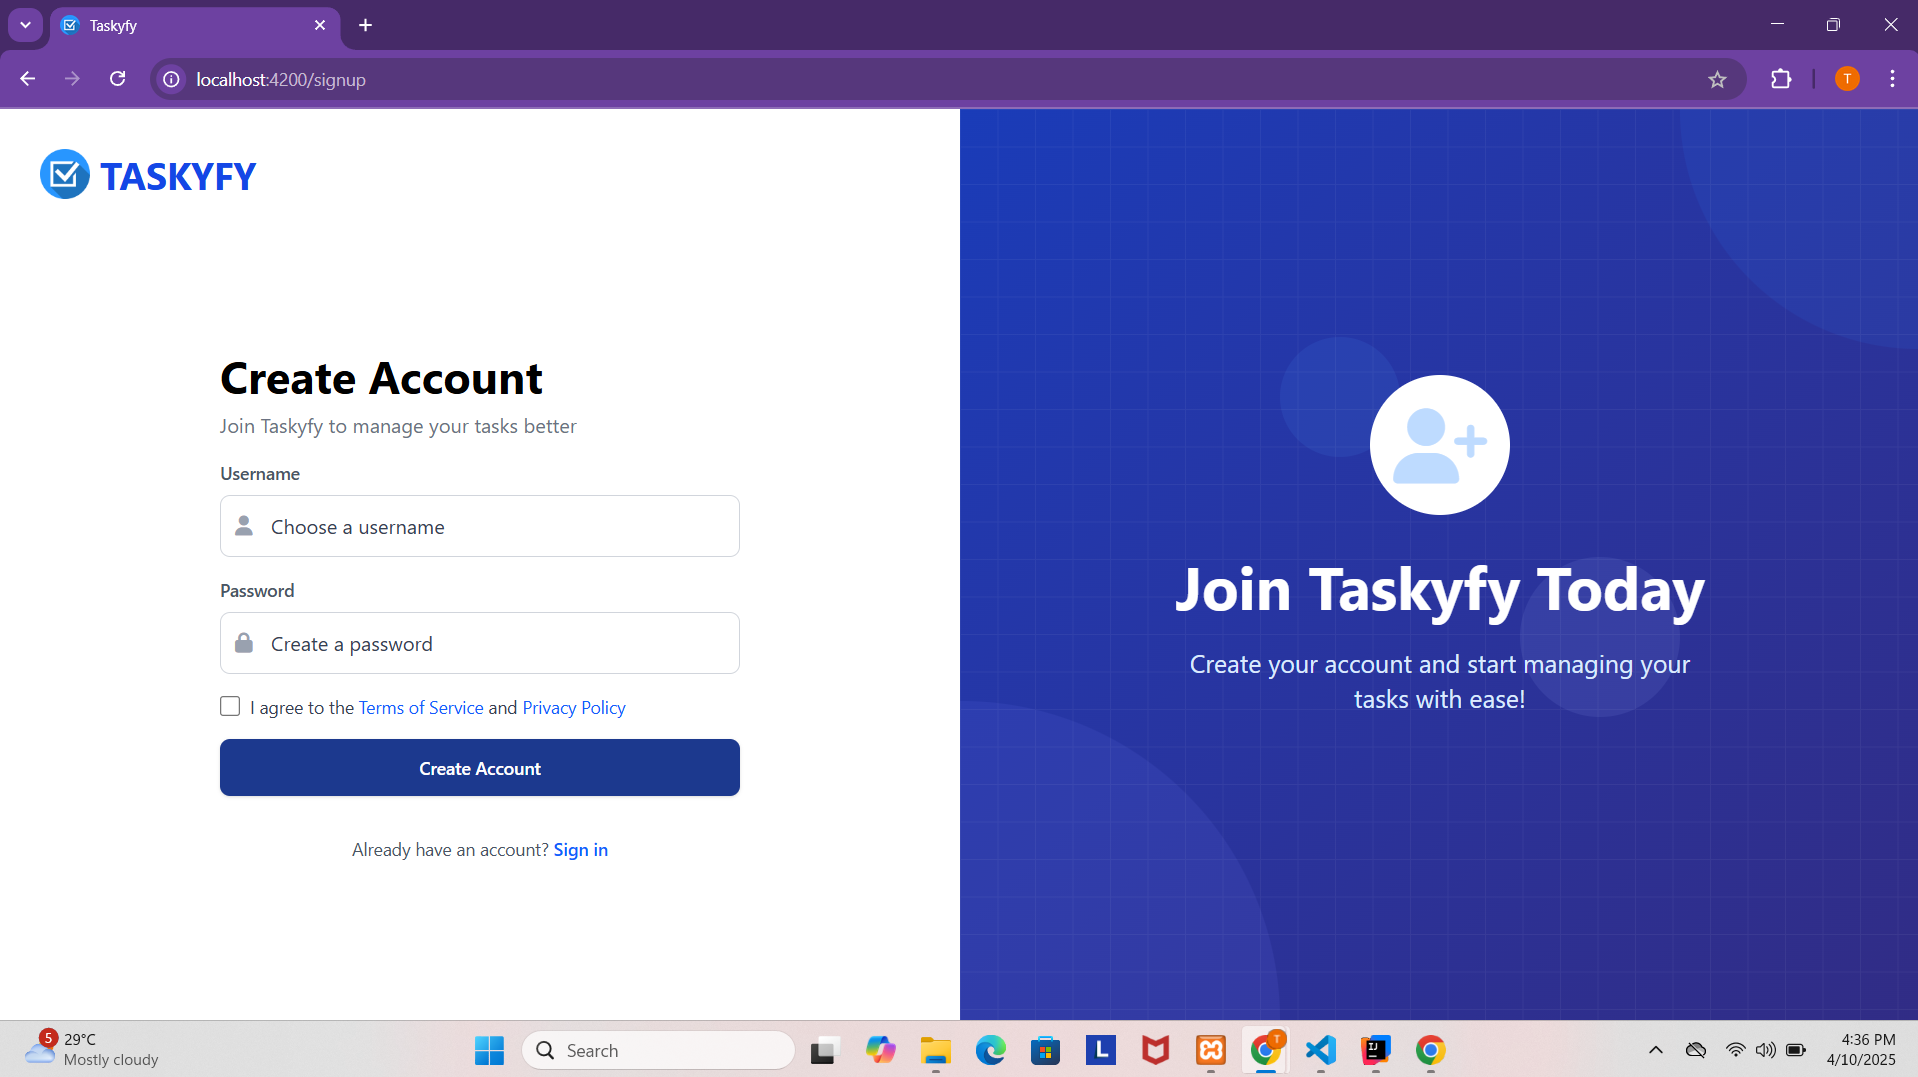 Taskyfy
localhost:4200/signup
T
TASKYFY
Create Account
Join Taskyfy to manage your tasks better
Username
Choose a username
Password
Create a password
I agree to the Terms of Service and Privacy Policy
Create Account
Already have an account? Sign in
Join Taskyfy Today
Create your account and start managing your
tasks with ease!
5
29°C
Mostly cloudy
Search
L
T
IJ
4:36 PM
4/10/2025